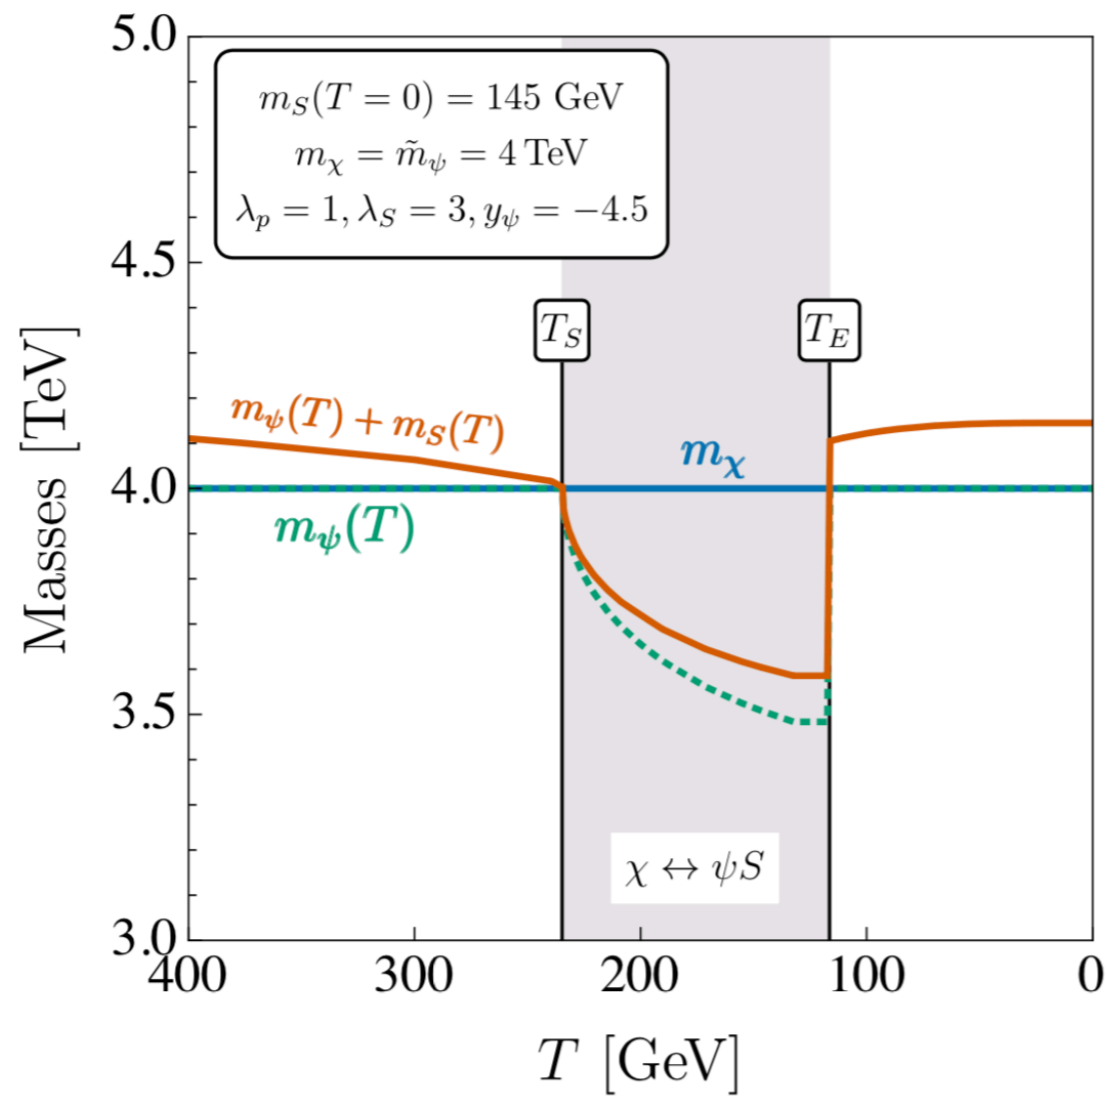 5.0
m_S(T = 0) = 145 GeV
m_χ = m̃_ψ = 4 TeV
λ_p = 1, λ_S = 3, y_ψ = −4.5
4.5
T_S
T_E
m_ψ(T) + m_S(T)
m_χ
4.0
m_ψ(T)
Masses [TeV]
3.5
χ ↔ ψS
3.0
400 300 200 100 0
T [GeV]